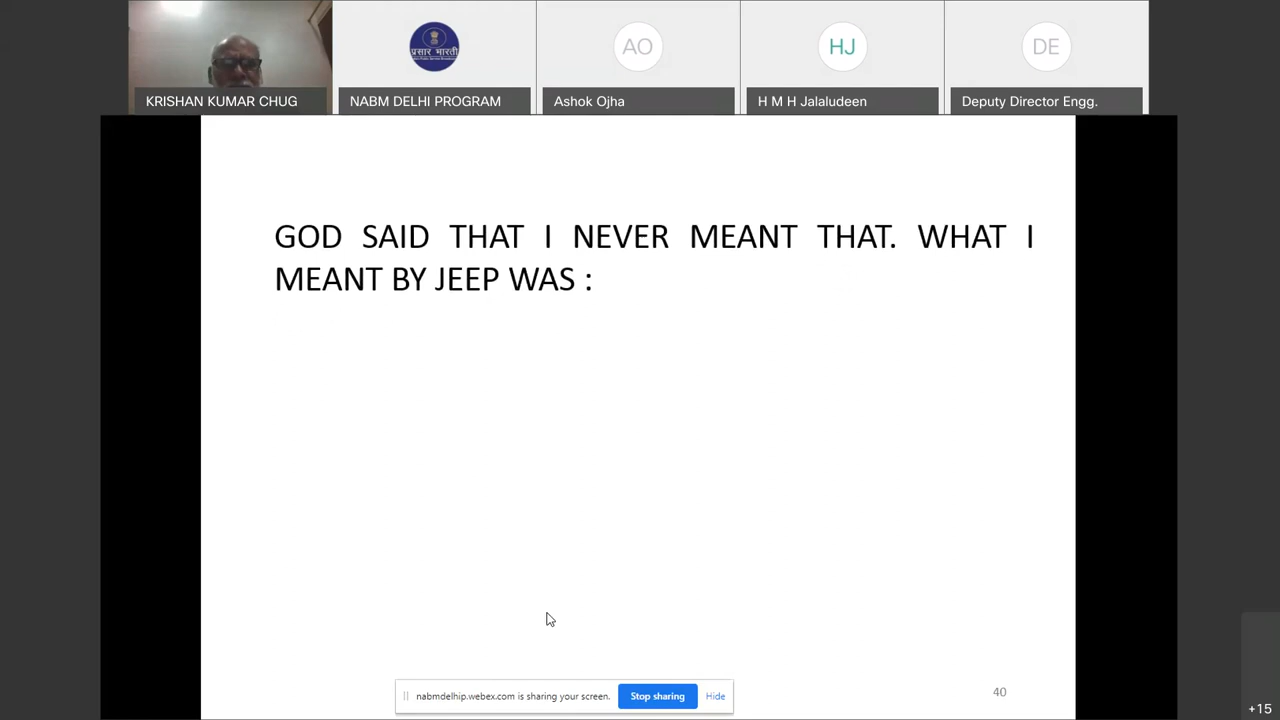 AO
HJ
DE
प्रसार भारती
KRISHAN KUMAR CHUG
NABM DELHI PROGRAM
Ashok Ojha
H M H Jalaludeen
Deputy Director Engg.
GOD SAID THAT I NEVER MEANT THAT. WHAT I
MEANT BY JEEP WAS :
nabmdelhip.webex.com is sharing your screen.
Stop sharing
Hide
40
+15